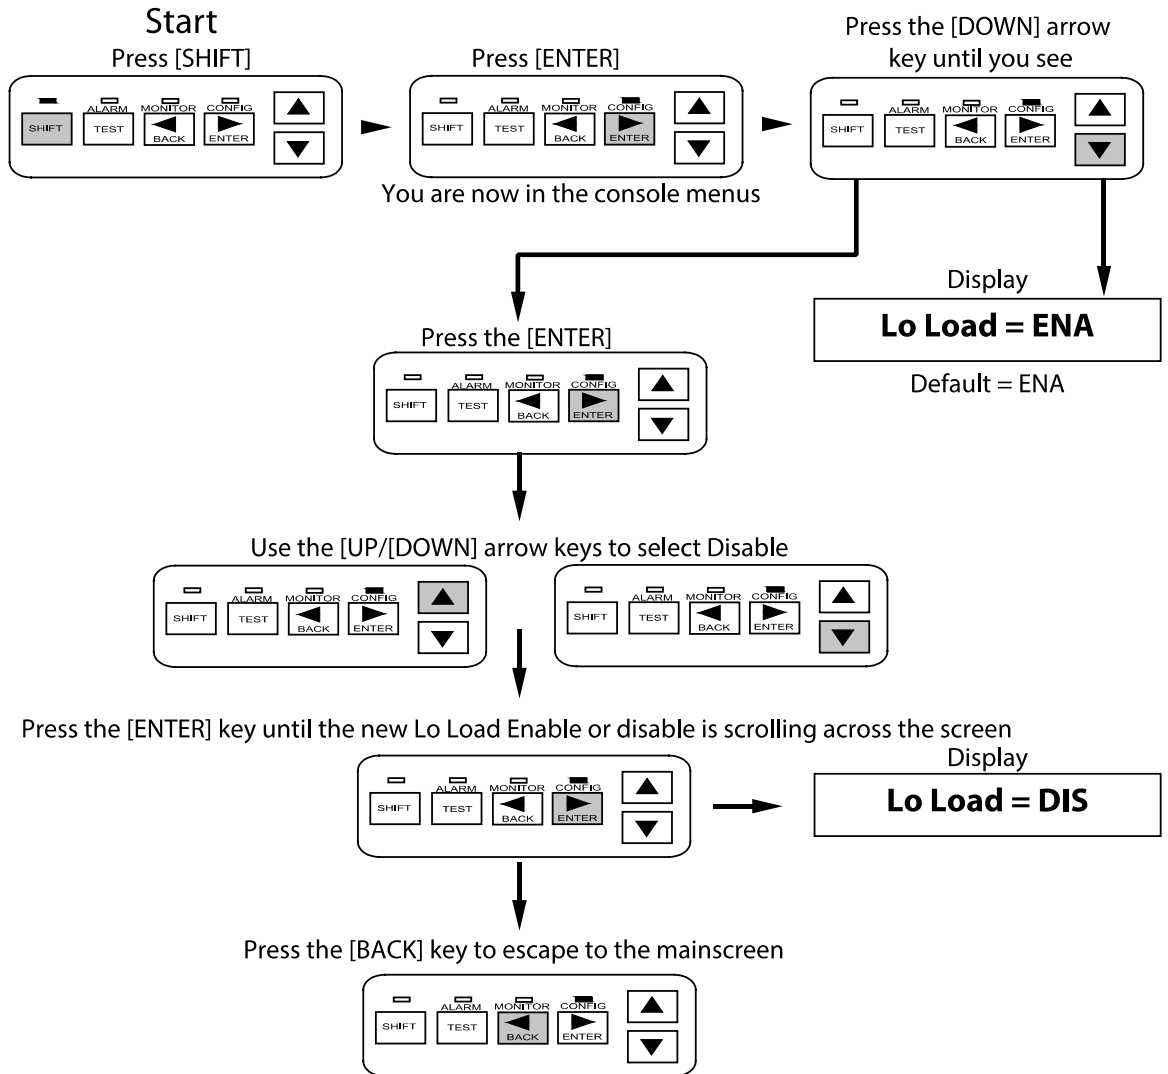 Start
Press [SHIFT]
ALARM MONITOR CONFIG
SHIFT TEST BACK ENTER
Press [ENTER]
ALARM MONITOR CONFIG
SHIFT TEST BACK ENTER
You are now in the console menus
Press the [DOWN] arrow
key until you see
ALARM MONITOR CONFIG
SHIFT TEST BACK ENTER
Display
Lo Load = ENA
Default = ENA
Press the [ENTER]
ALARM MONITOR CONFIG
SHIFT TEST BACK ENTER
Use the [UP/[DOWN] arrow keys to select Disable
ALARM MONITOR CONFIG
SHIFT TEST BACK ENTER
ALARM MONITOR CONFIG
SHIFT TEST BACK ENTER
Press the [ENTER] key until the new Lo Load Enable or disable is scrolling across the screen
ALARM MONITOR CONFIG
SHIFT TEST BACK ENTER
Display
Lo Load = DIS
Press the [BACK] key to escape to the mainscreen
ALARM MONITOR CONFIG
SHIFT TEST BACK ENTER